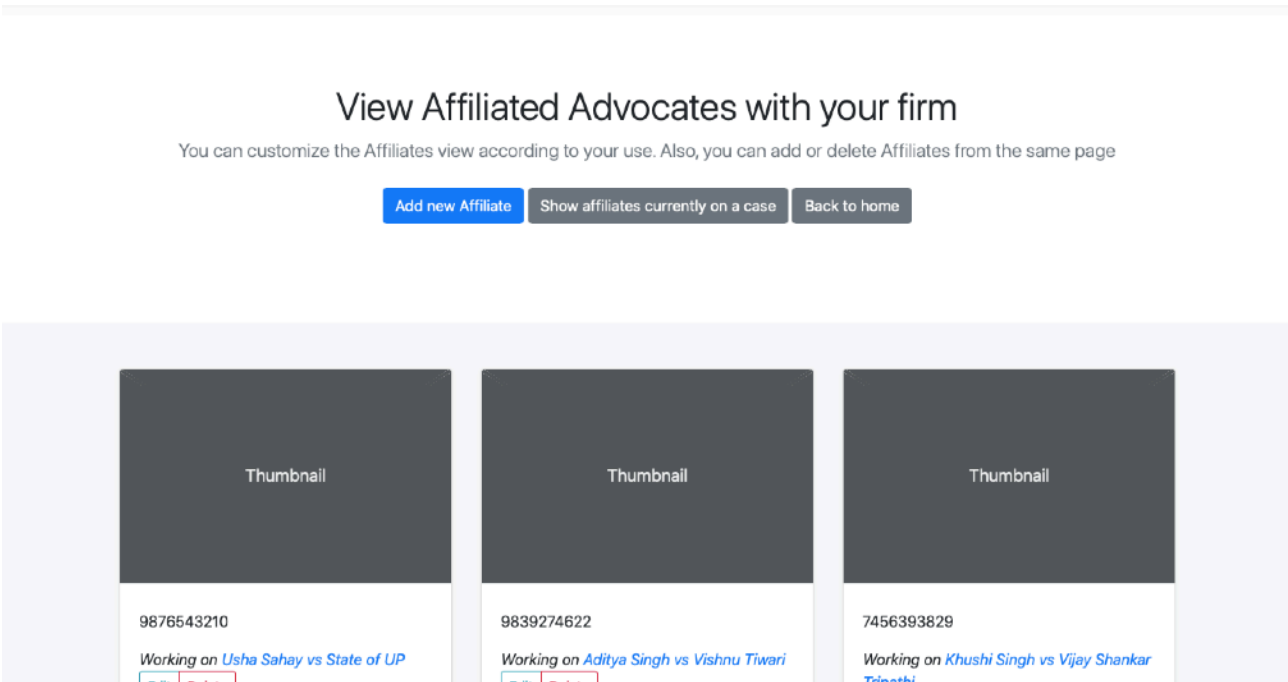 View Affiliated Advocates with your firm
You can customize the Affiliates view according to your use. Also, you can add or delete Affiliates from the same page
Add new Affiliate Show affiliates currently on a case Back to home
Thumbnail Thumbnail Thumbnail
9876543210 9839274622 7456393829
Working on Usha Sahay vs State of UP Working on Aditya Singh vs Vishnu Tiwari Working on Khushi Singh vs Vijay Shankar
Tripathi